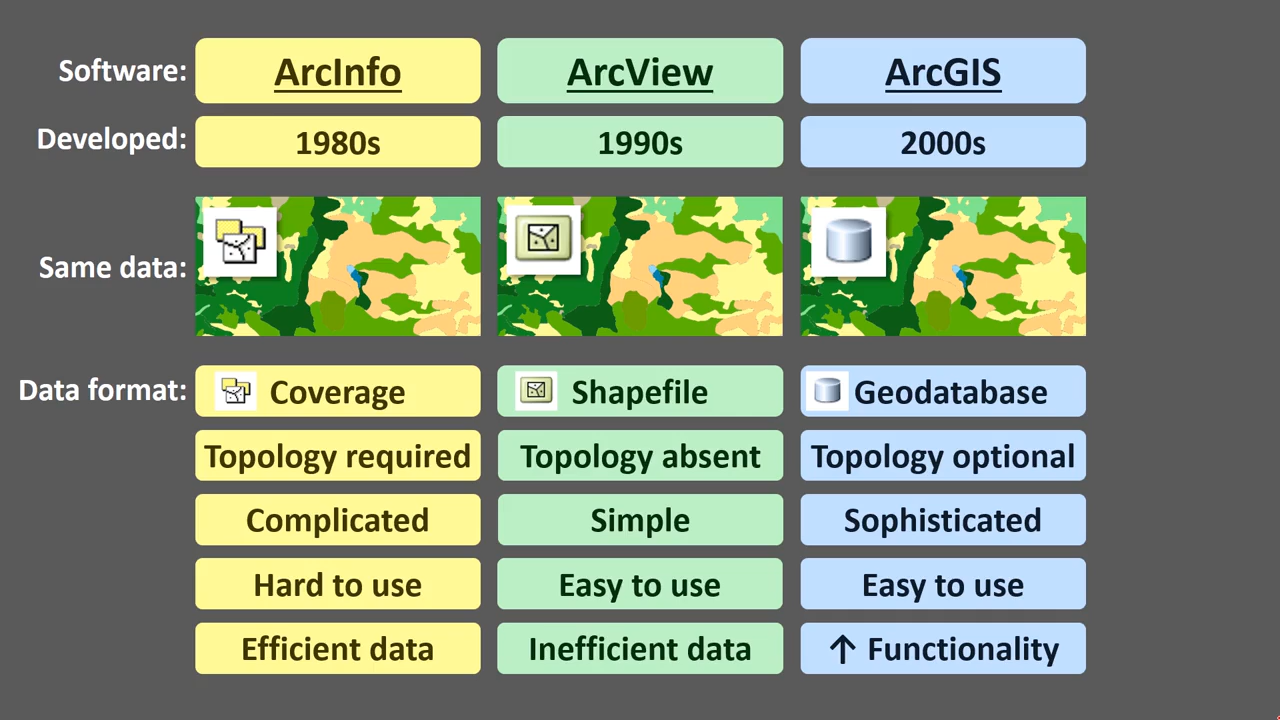 Software: ArcInfo ArcView ArcGIS
Developed: 1980s 1990s 2000s
Same data:
Data format: Coverage Shapefile Geodatabase
Topology required Topology absent Topology optional
Complicated Simple Sophisticated
Hard to use Easy to use Easy to use
Efficient data Inefficient data ↑ Functionality